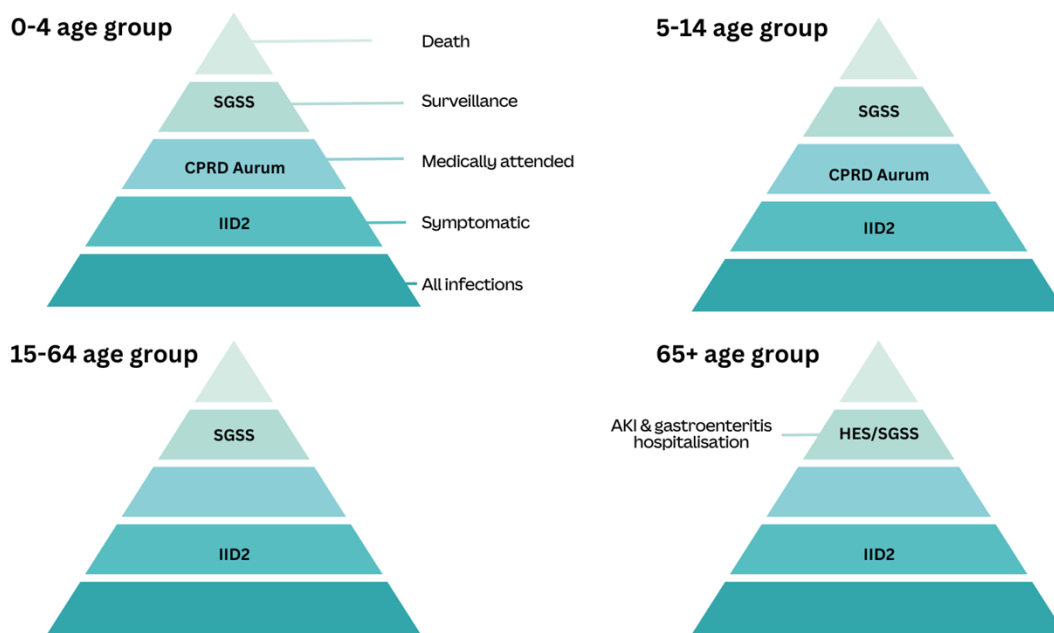 0-4 age group
Death
SGSS
Surveillance
CPRD Aurum
Medically attended
IID2
Symptomatic
All infections
5-14 age group
SGSS
CPRD Aurum
IID2
15-64 age group
SGSS
IID2
65+ age group
AKI & gastroenteritis
hospitalisation
HES/SGSS
IID2